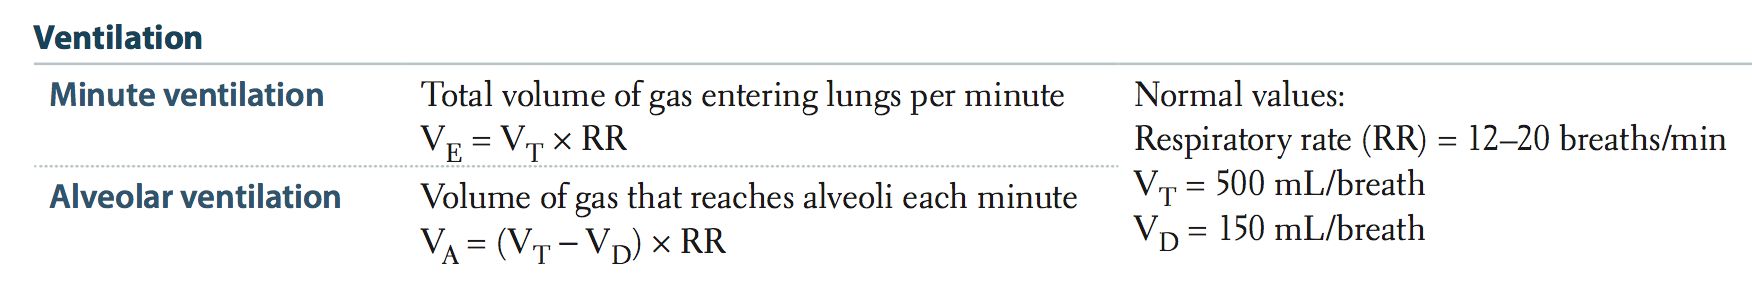 Ventilation
Minute ventilation
Total volume of gas entering lungs per minute
V_E = V_T × RR
Alveolar ventilation
Volume of gas that reaches alveoli each minute
V_A = (V_T – V_D) × RR
Normal values:
Respiratory rate (RR) = 12–20 breaths/min
V_T = 500 mL/breath
V_D = 150 mL/breath